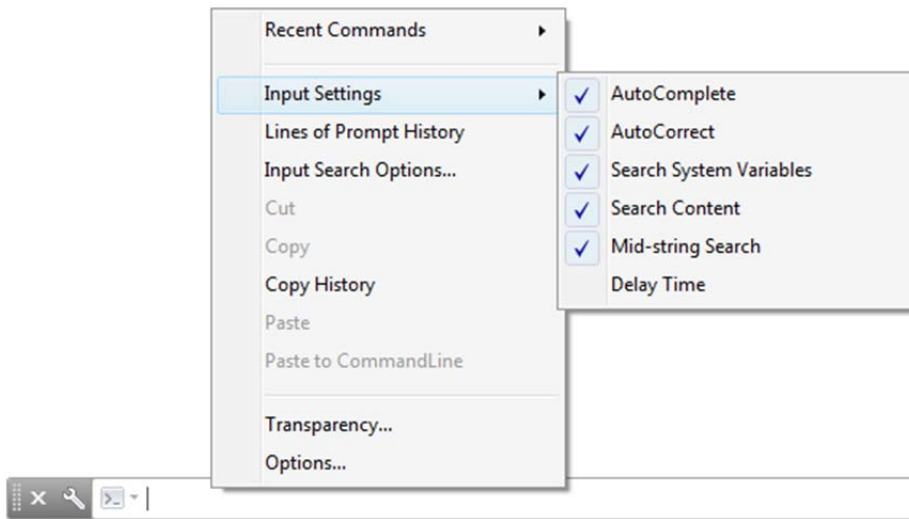 Recent Commands
Input Settings
Lines of Prompt History
Input Search Options...
Cut
Copy
Copy History
Paste
Paste to CommandLine
Transparency...
Options...
AutoComplete
AutoCorrect
Search System Variables
Search Content
Mid-string Search
Delay Time